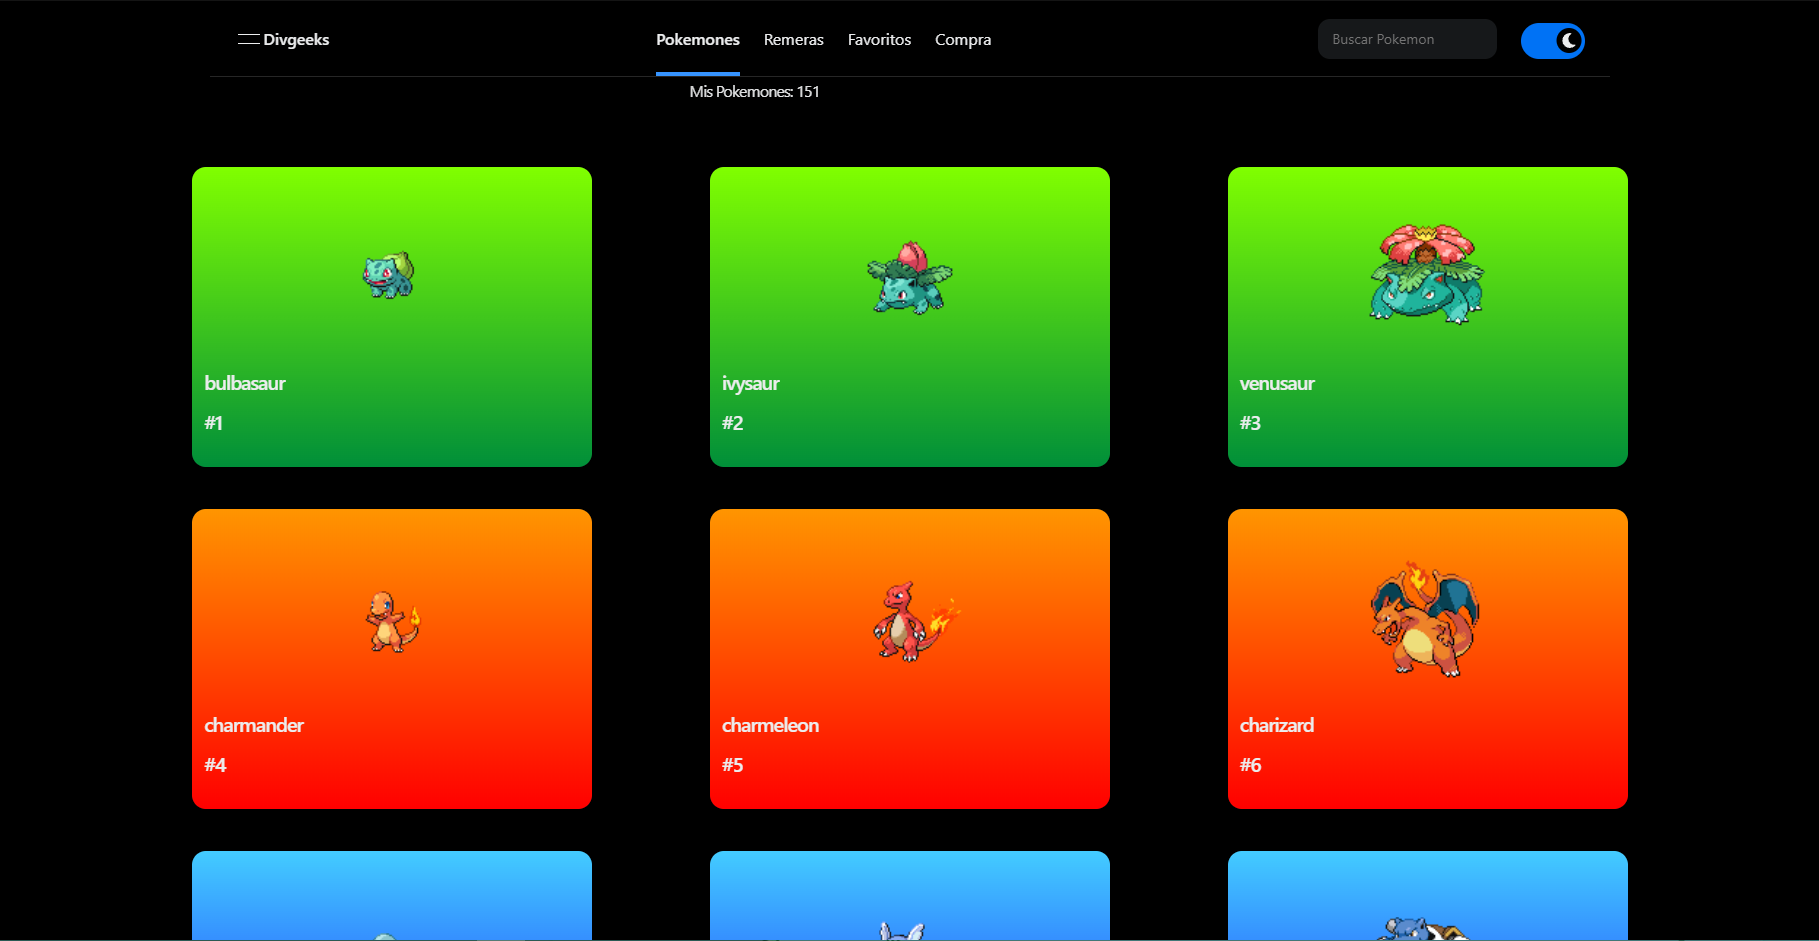 Divgeeks Pokemones Remeras Favoritos Compra Buscar Pokemon
Mis Pokemones: 151
bulbasaur
#1
ivysaur
#2
venusaur
#3
charmander
#4
charmeleon
#5
charizard
#6